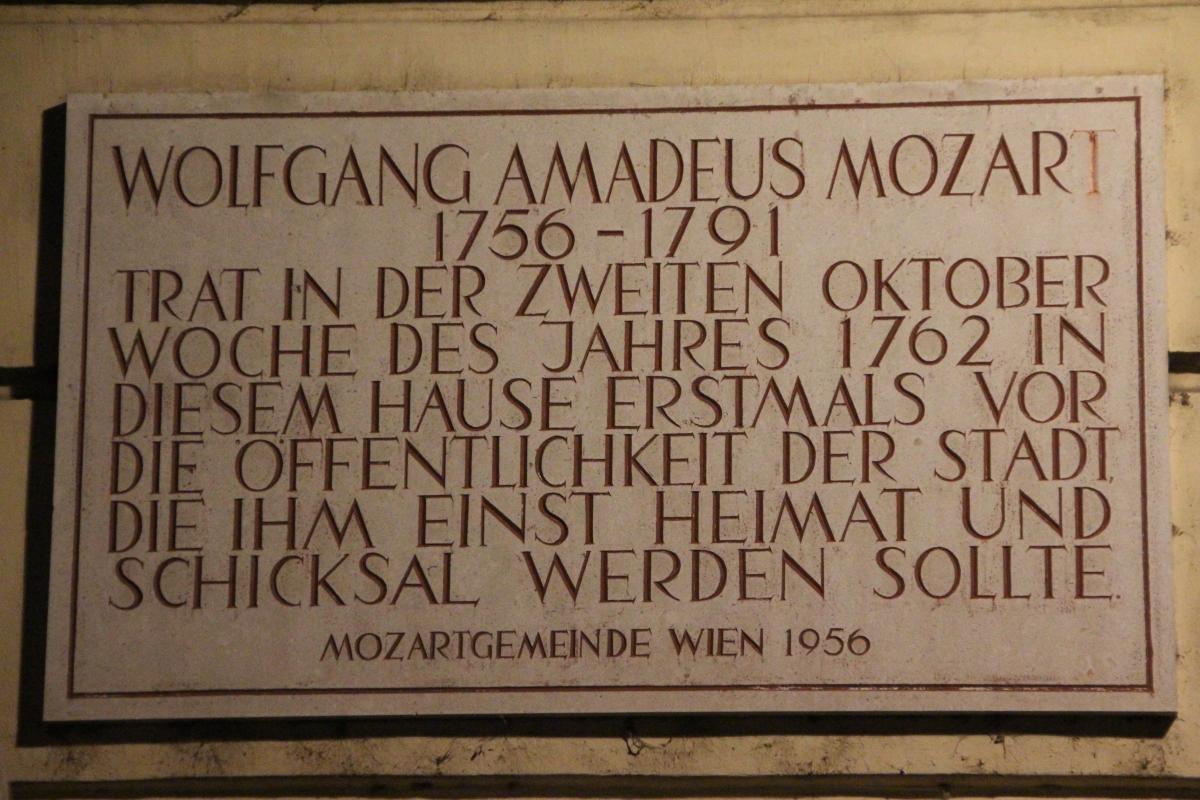 WOLFGANG AMADEUS MOZART
1756 – 1791
TRAT IN DER ZWEITEN OKTOBER
WOCHE DES JAHRES 1762 IN
DIESEM HAUSE ERSTMALS VOR
DIE ÖFFENTLICHKEIT DER STADT,
DIE IHM EINST HEIMAT UND
SCHICKSAL WERDEN SOLLTE.
MOZARTGEMEINDE WIEN 1956